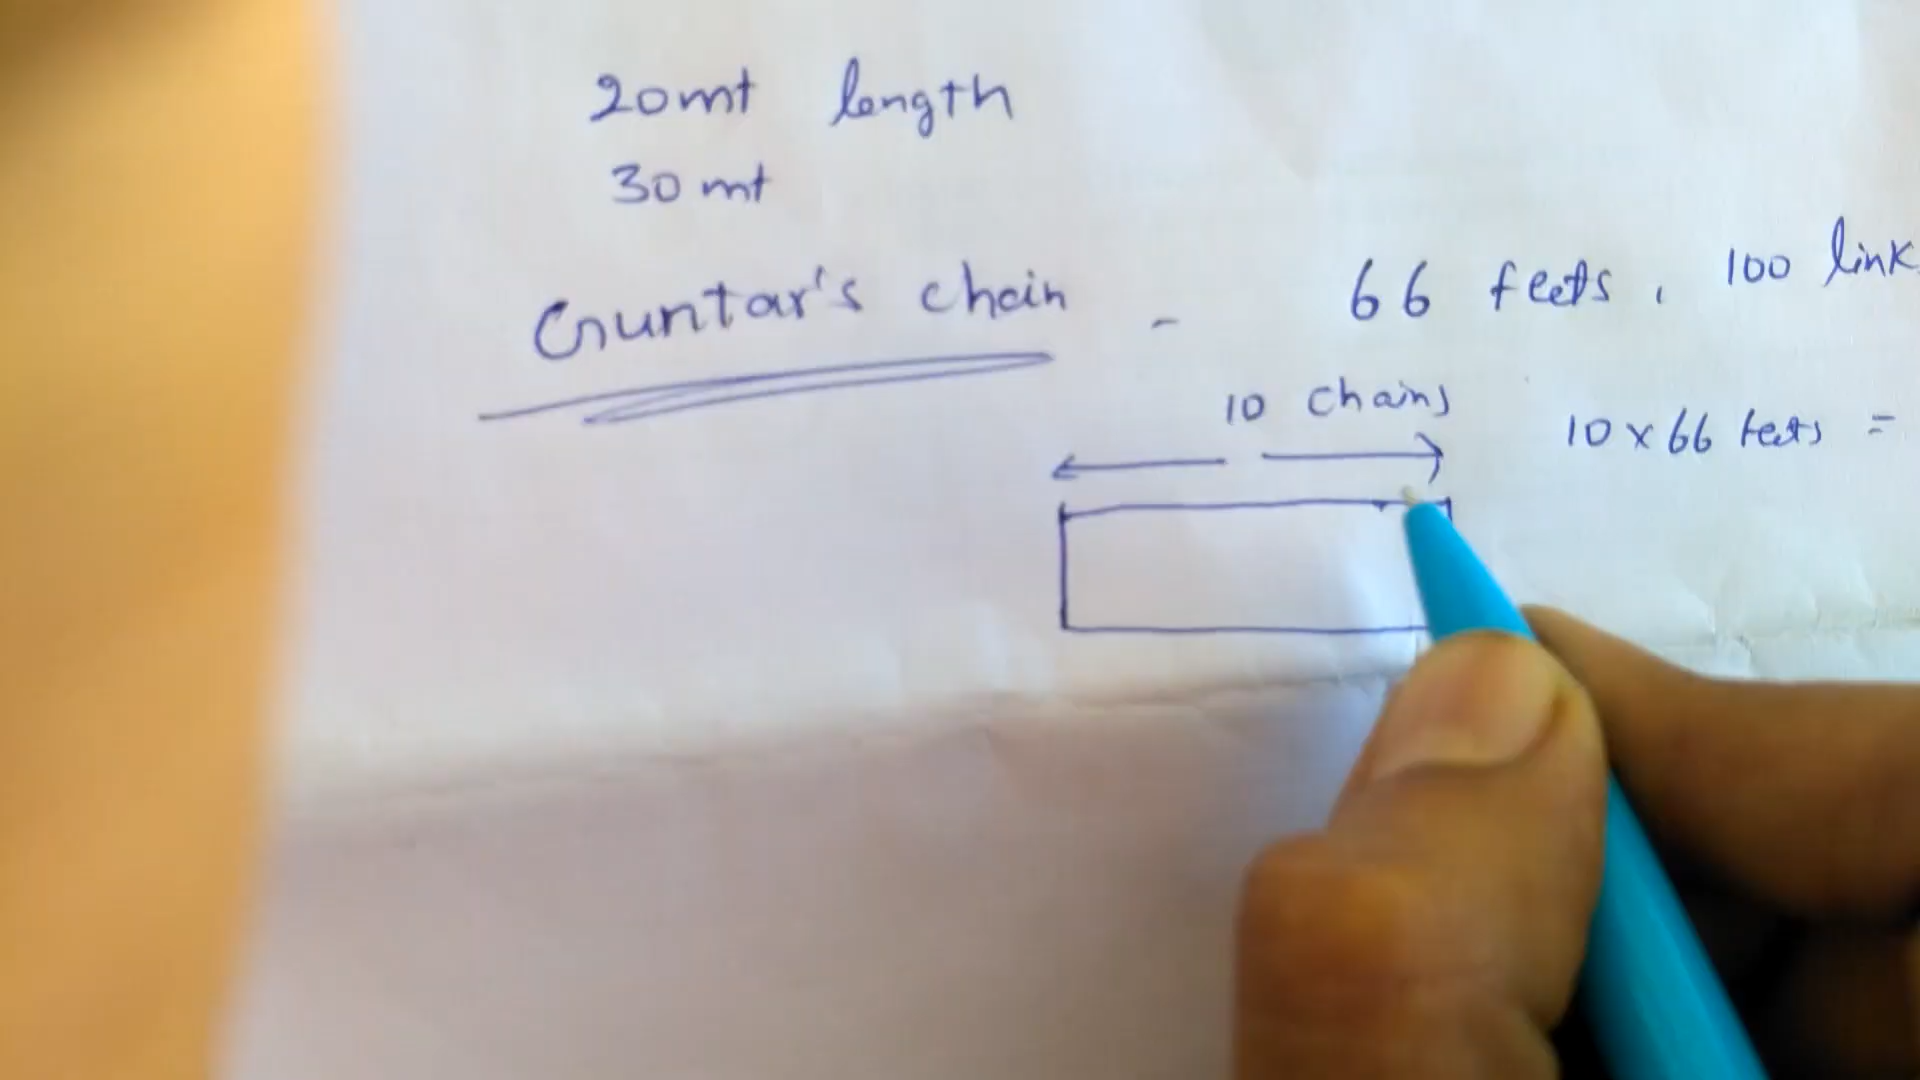 20mt length
30 mt
Guntar's chain - 66 feets, 100 link
10 chains
10 x 66 feets =